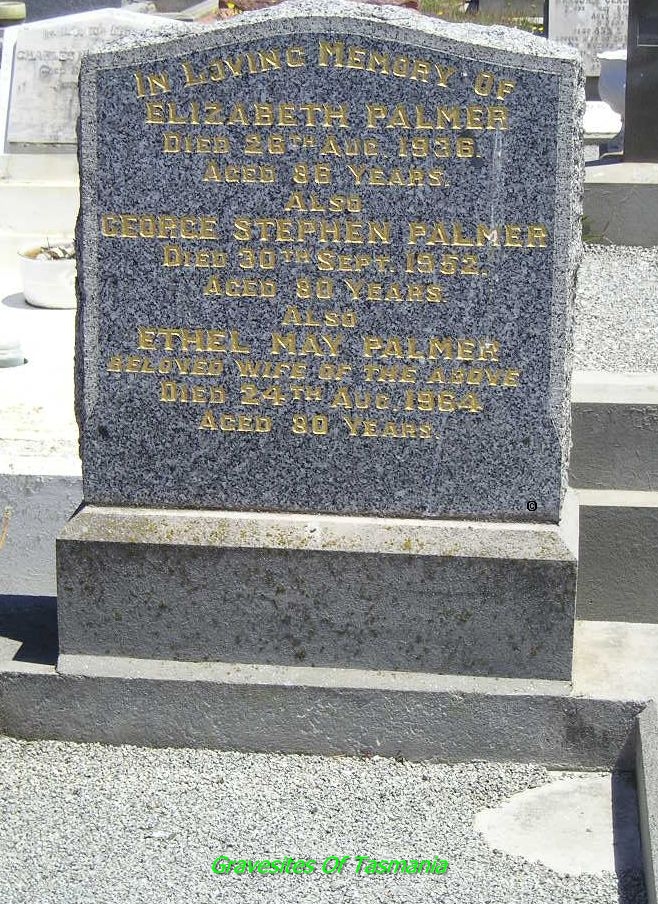 In Loving Memory Of
Elizabeth Palmer
Died 26th Aug. 1936.
Aged 86 Years.
Also
George Stephen Palmer
Died 30th Sept. 1952.
Aged 80 Years
Also
Ethel May Palmer
Beloved Wife Of The Above
Died 24th Aug. 1964
Aged 80 Years.
Gravesites Of Tasmania